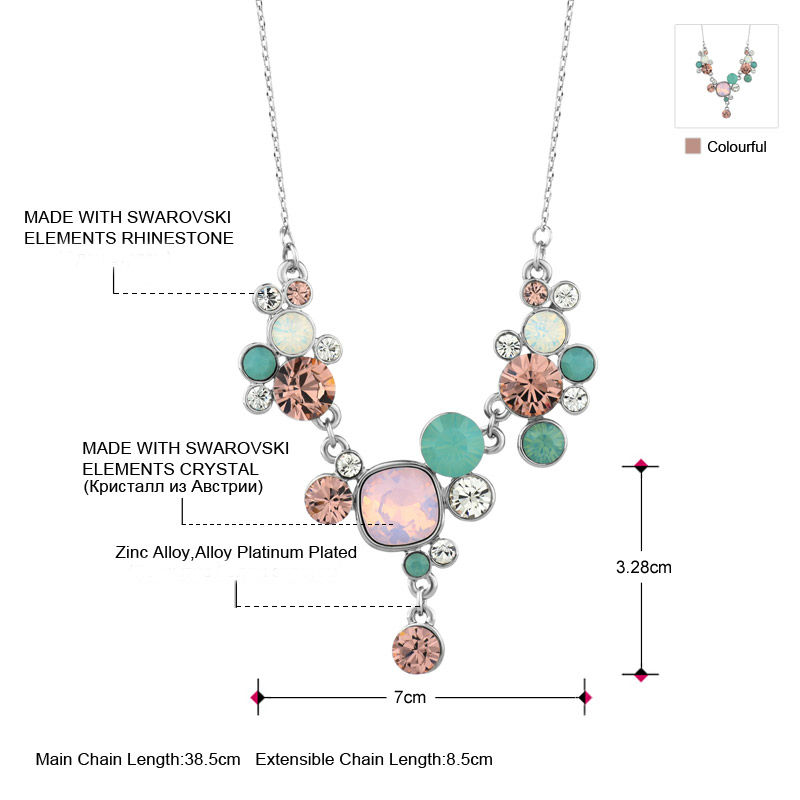 Colourful
MADE WITH SWAROVSKI
ELEMENTS RHINESTONE
MADE WITH SWAROVSKI
ELEMENTS CRYSTAL
(Кристалл из Австрии)
Zinc Alloy,Alloy Platinum Plated
3.28cm
7cm
Main Chain Length:38.5cm Extensible Chain Length:8.5cm